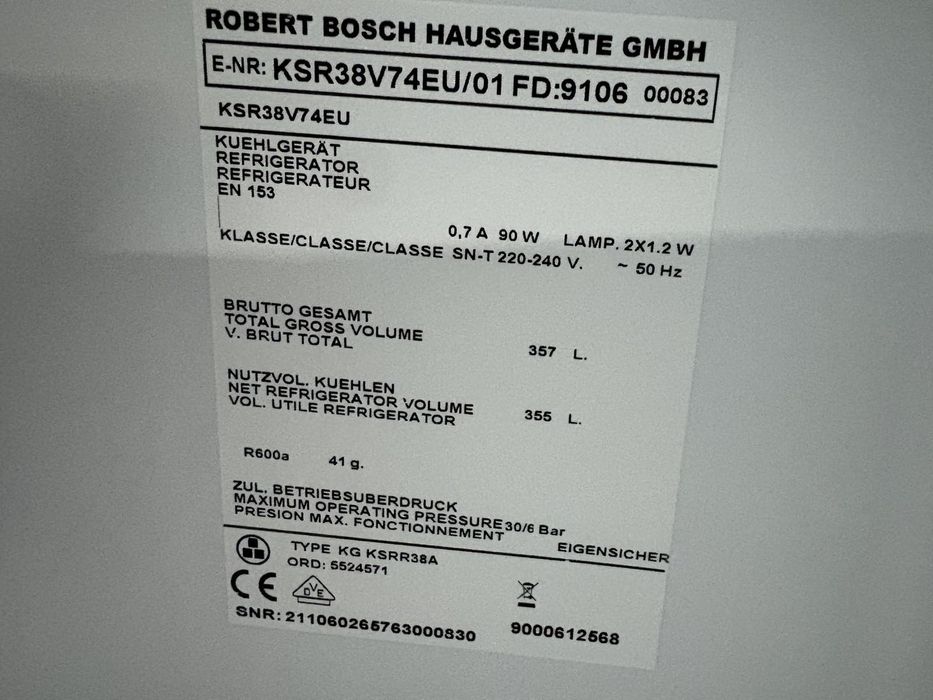 ROBERT BOSCH HAUSGERÄTE GMBH
E-NR: KSR38V74EU/01 FD:9106 00083
KSR38V74EU
KUEHLGERÄT
REFRIGERATOR
REFRIGERATEUR
EN 153
0,7 A 90 W LAMP. 2X1.2 W
KLASSE/CLASSE/CLASSE SN-T 220-240 V. ~ 50 Hz
BRUTTO GESAMT
TOTAL GROSS VOLUME
V. BRUT TOTAL
357 L.
NUTZVOL. KUEHLEN
NET REFRIGERATOR VOLUME
VOL. UTILE REFRIGERATOR
355 L.
R600a 41 g.
ZUL. BETRIEBSUBERDRUCK
MAXIMUM OPERATING PRESSURE 30/6 Bar
PRESION MAX. FONCTIONNEMENT
EIGENSICHER
TYPE KG KSRR38A
ORD: 5524571
CE DVE
SNR: 211060265763000830 9000612568